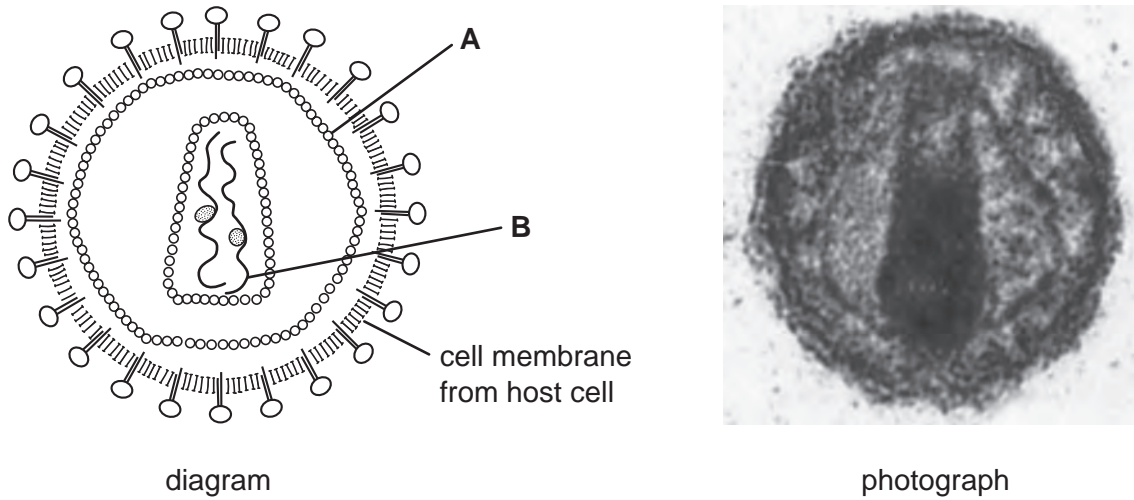 A
B
cell membrane
from host cell
diagram
photograph